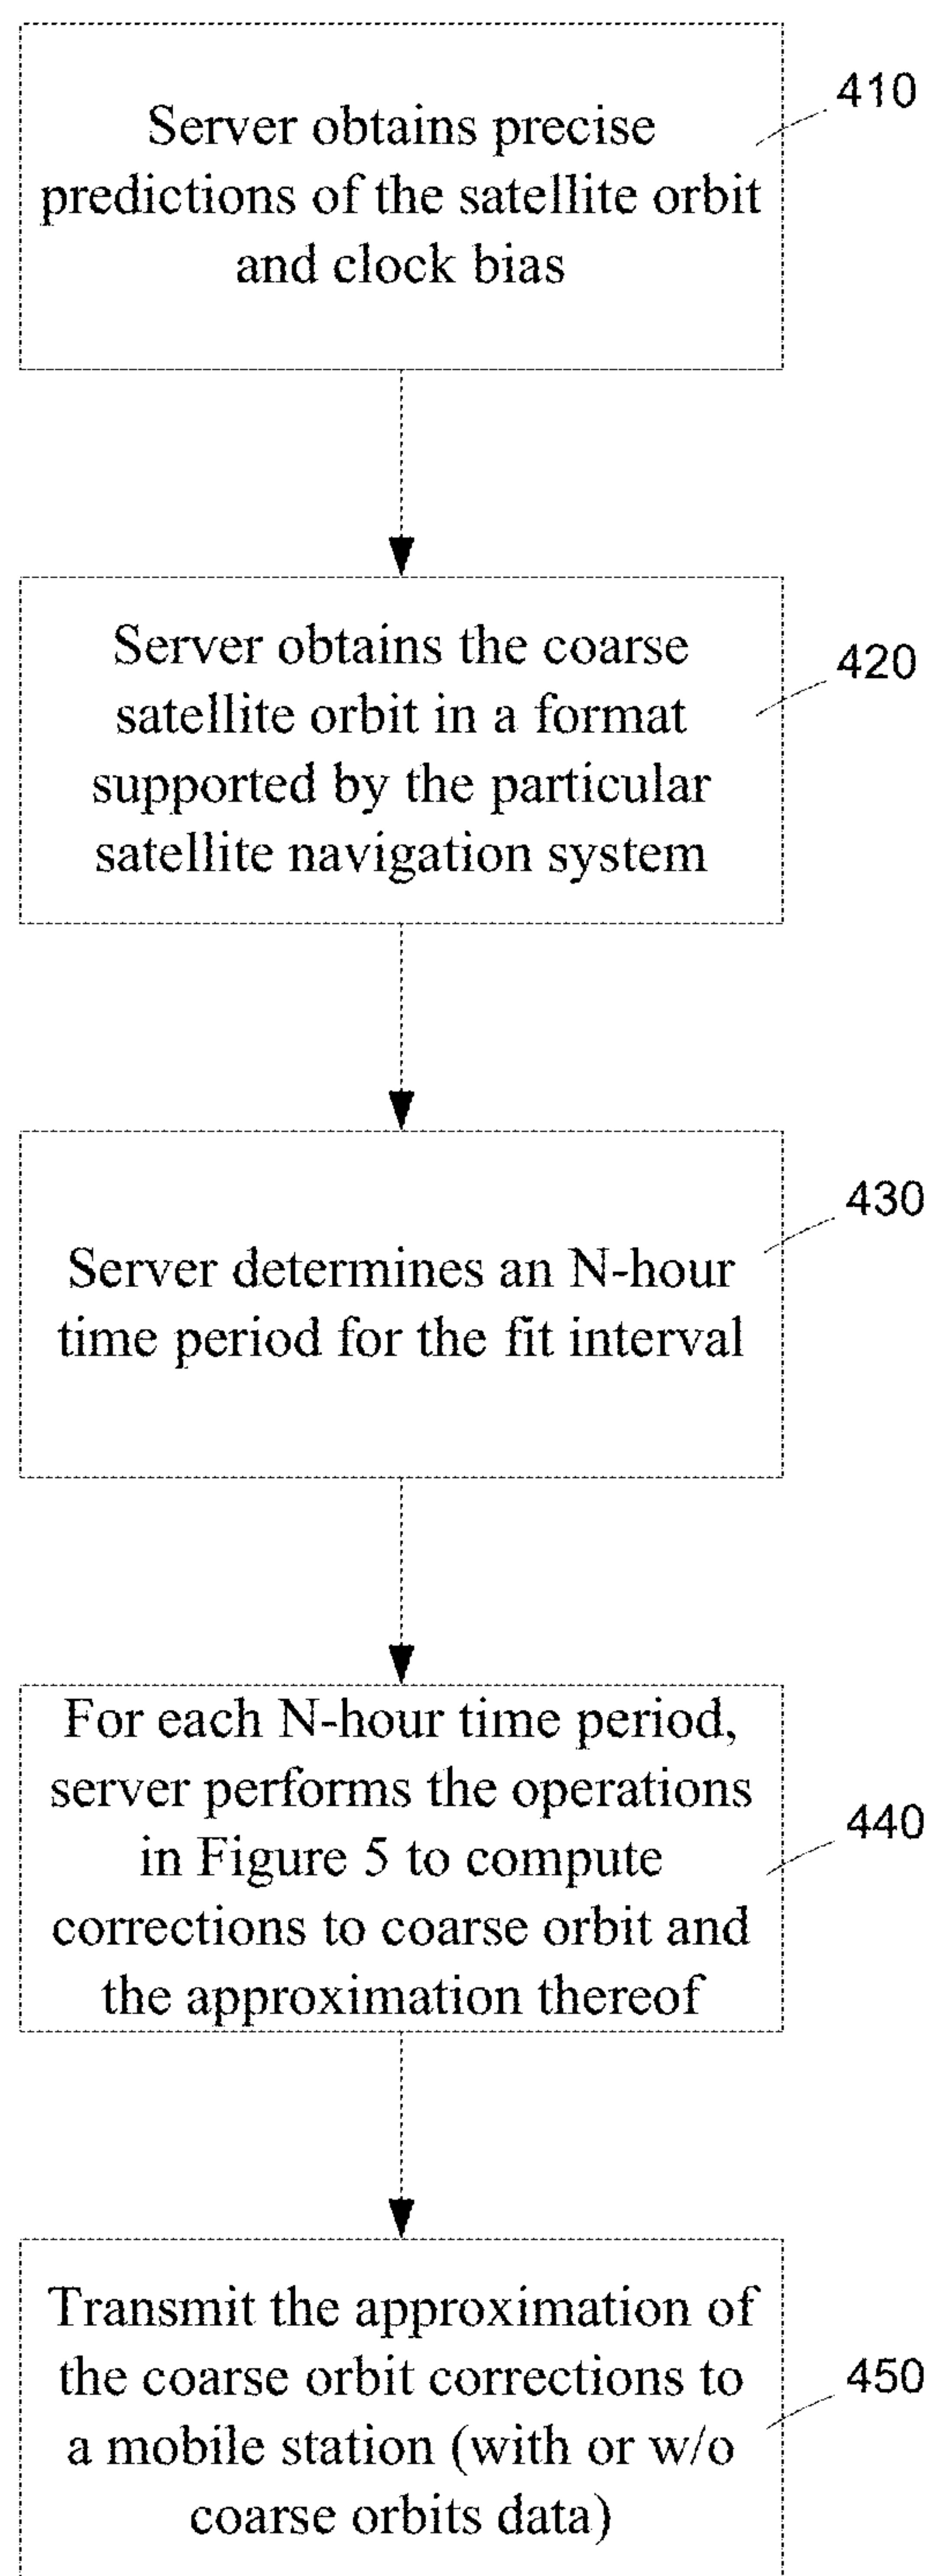 410
Server obtains precise
predictions of the satellite orbit
and clock bias
420
Server obtains the coarse
satellite orbit in a format
supported by the particular
satellite navigation system
430
Server determines an N-hour
time period for the fit interval
440
For each N-hour time period,
server performs the operations
in Figure 5 to compute
corrections to coarse orbit and
the approximation thereof
450
Transmit the approximation of
the coarse orbit corrections to
a mobile station (with or w/o
coarse orbits data)